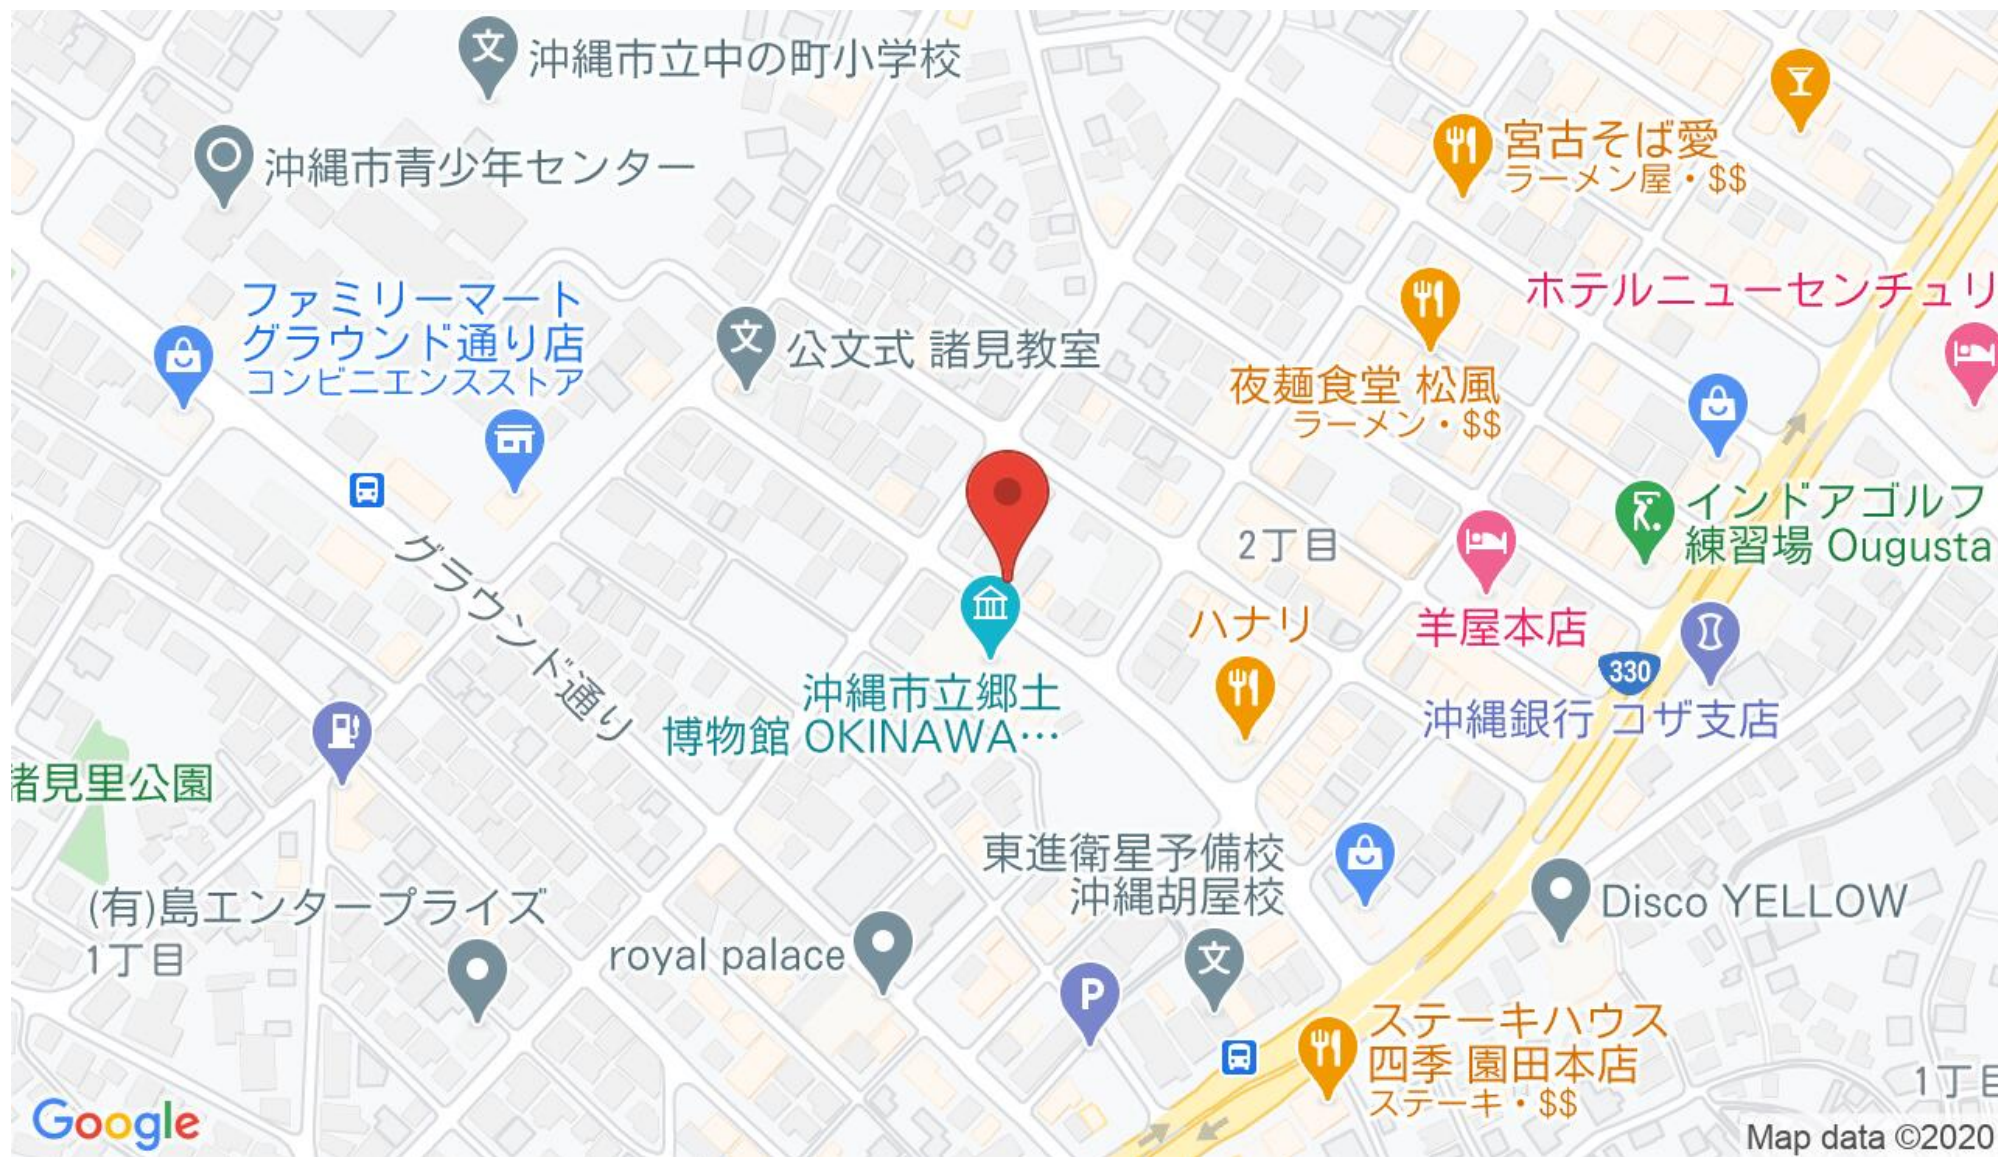 沖縄市立中の町小学校
沖縄市青少年センター
宮古そば愛
ラーメン屋・$$
ファミリーマート
グラウンド通り店
コンビニエンスストア
公文式 諸見教室
ホテルニューセンチュリ
夜麺食堂 松風
ラーメン・$$
インドアゴルフ
練習場 Ougusta
2丁目
グラウンド通り
ハナリ
羊屋本店
330
沖縄市立郷土
博物館 OKINAWA…
沖縄銀行 コザ支店
諸見里公園
東進衛星予備校
沖縄胡屋校
(有)島エンタープライズ
1丁目
royal palace
Disco YELLOW
P
ステーキハウス
四季 園田本店
ステーキ・$$
1丁目
Google
Map data ©2020